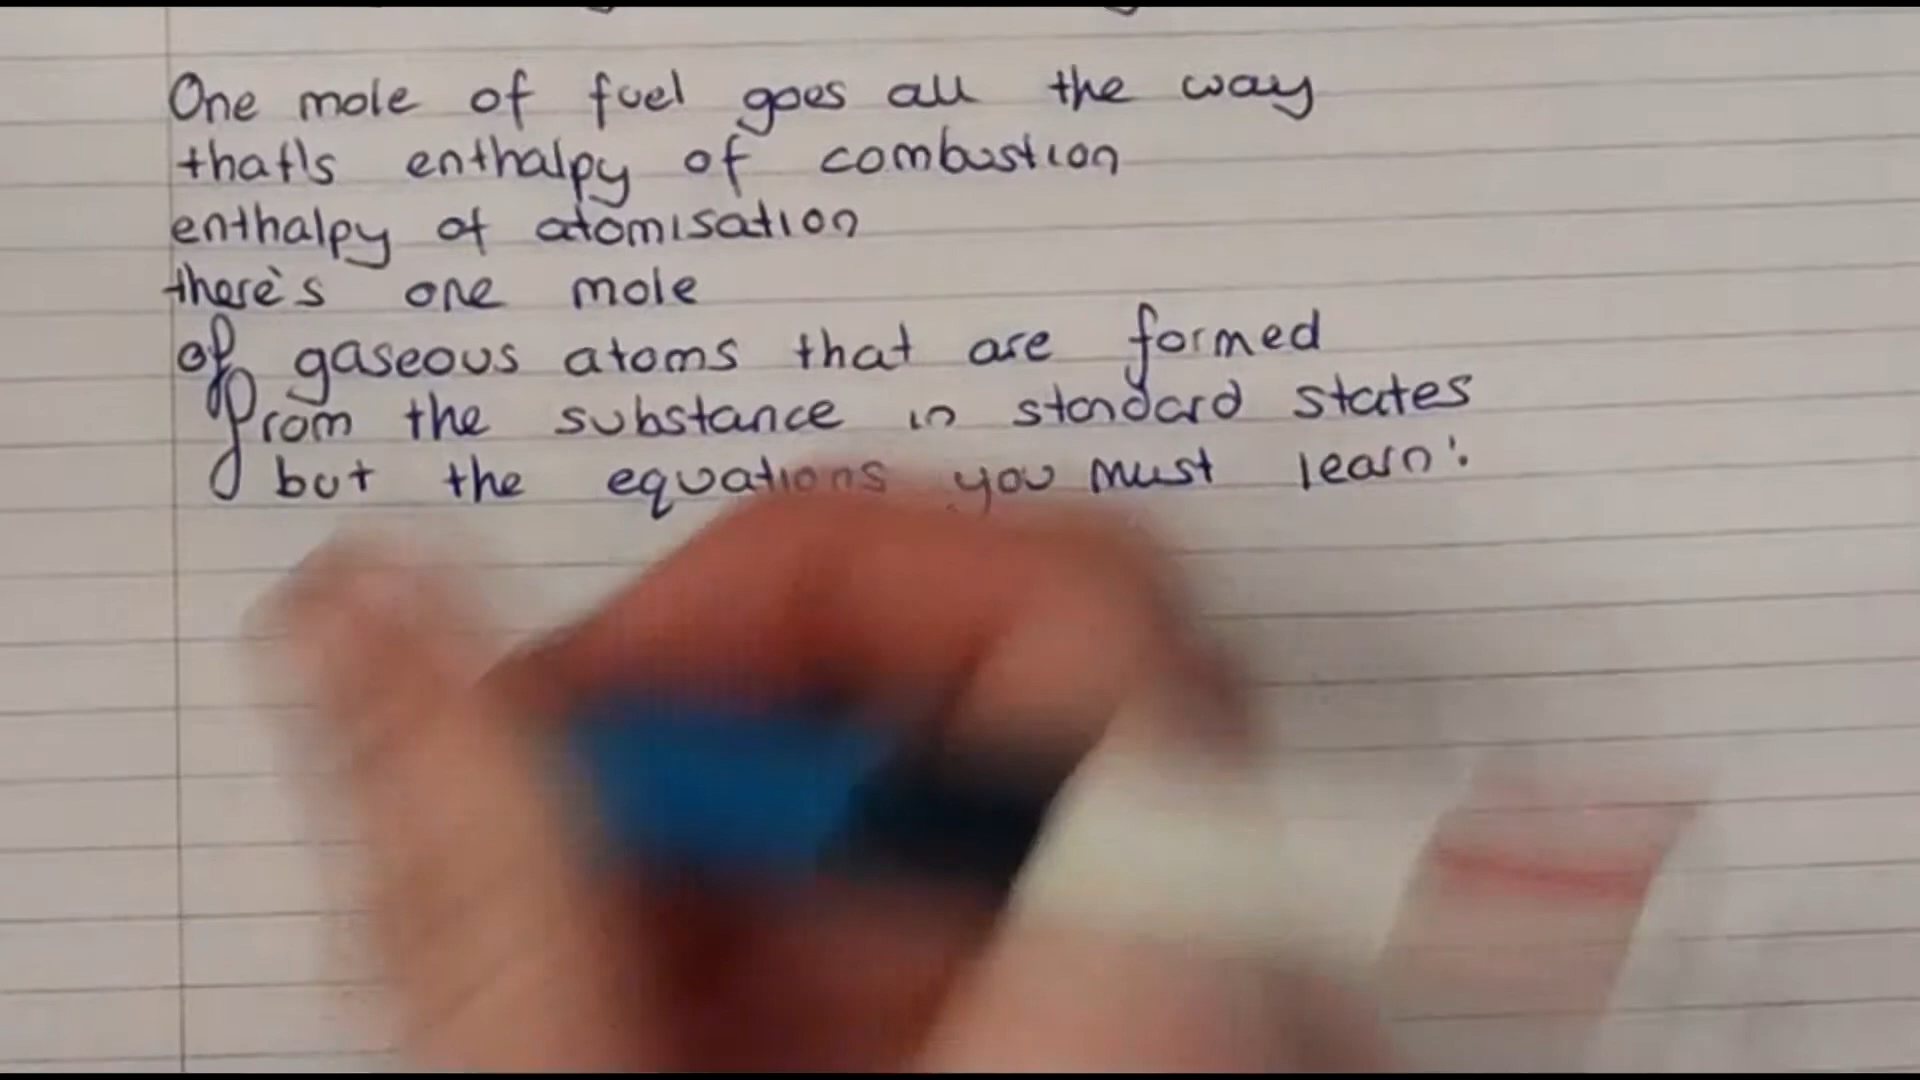 One mole of fuel goes all the way
that's enthalpy of combustion
enthalpy of atomisation
there's one mole
of gaseous atoms that are formed
from the substance in standard states
but the equations you must learn: